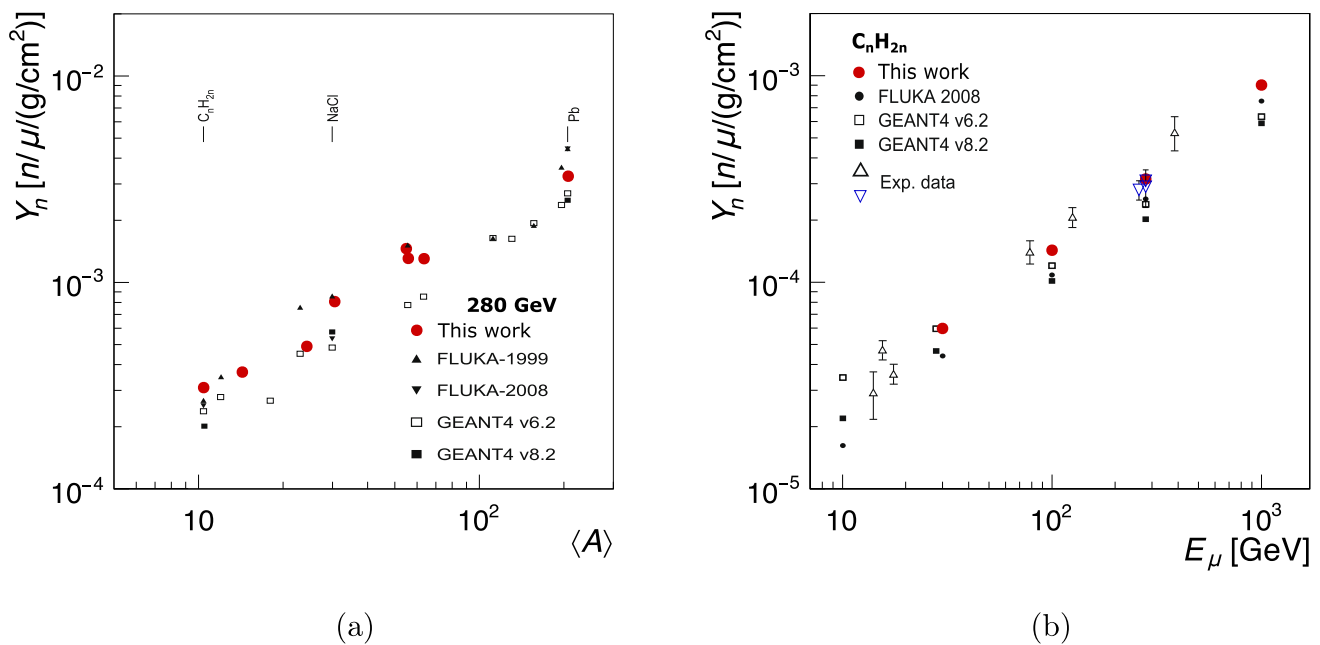 Yₙ [n/μ/(g/cm²)]
10⁻²
10⁻³
10⁻⁴
CₙH₂ₙ
NaCl
Pb
280 GeV
This work
FLUKA-1999
FLUKA-2008
GEANT4 v6.2
GEANT4 v8.2
10
10²
⟨A⟩
(a)
Yₙ [n/μ/(g/cm²)]
10⁻³
10⁻⁴
10⁻⁵
CₙH₂ₙ
This work
FLUKA 2008
GEANT4 v6.2
GEANT4 v8.2
Exp. data
10
10²
10³
E_μ [GeV]
(b)